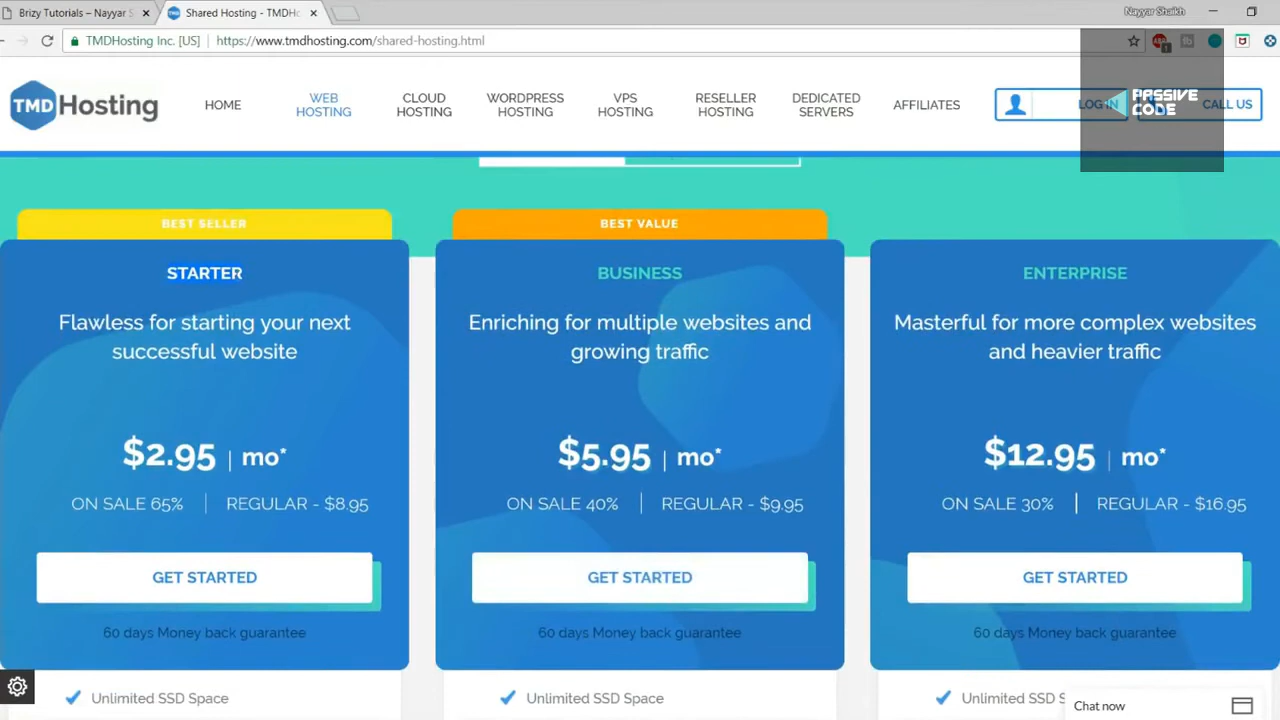 Brizy Tutorials – Nayyar S
Shared Hosting - TMDHo
Nayyar Shaikh
TMDHosting Inc. [US] https://www.tmdhosting.com/shared-hosting.html
TMDHosting
HOME
WEB HOSTING
CLOUD HOSTING
WORDPRESS HOSTING
VPS HOSTING
RESELLER HOSTING
DEDICATED SERVERS
AFFILIATES
LOG IN
CALL US
PASSIVE
CODE
BEST SELLER
STARTER
Flawless for starting your next
successful website
$2.95 | mo*
ON SALE 65% | REGULAR - $8.95
GET STARTED
60 days Money back guarantee
Unlimited SSD Space
BEST VALUE
BUSINESS
Enriching for multiple websites and
growing traffic
$5.95 | mo*
ON SALE 40% | REGULAR - $9.95
GET STARTED
60 days Money back guarantee
Unlimited SSD Space
ENTERPRISE
Masterful for more complex websites
and heavier traffic
$12.95 | mo*
ON SALE 30% | REGULAR - $16.95
GET STARTED
60 days Money back guarantee
Unlimited SSD S
Chat now